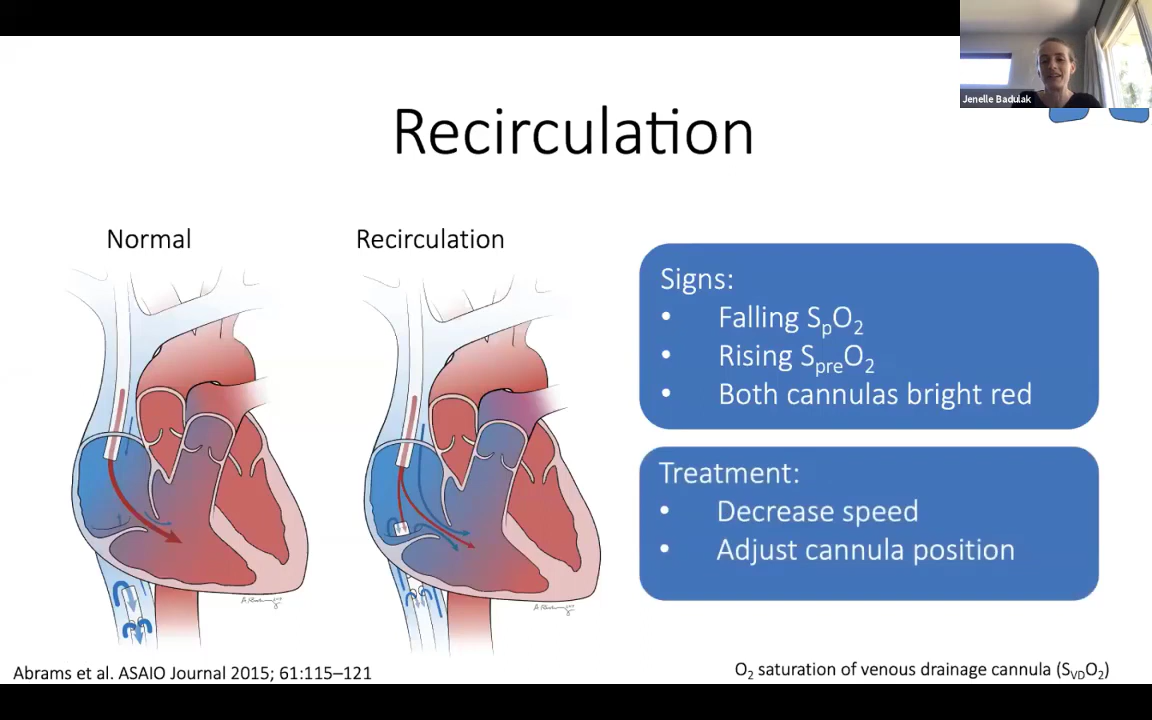 Jenelle Badulak
Recirculation
Normal
Recirculation
Signs:
• Falling SpO2
• Rising SpreO2
• Both cannulas bright red
Treatment:
• Decrease speed
• Adjust cannula position
Abrams et al. ASAIO Journal 2015; 61:115–121
O2 saturation of venous drainage cannula (SVDO2)